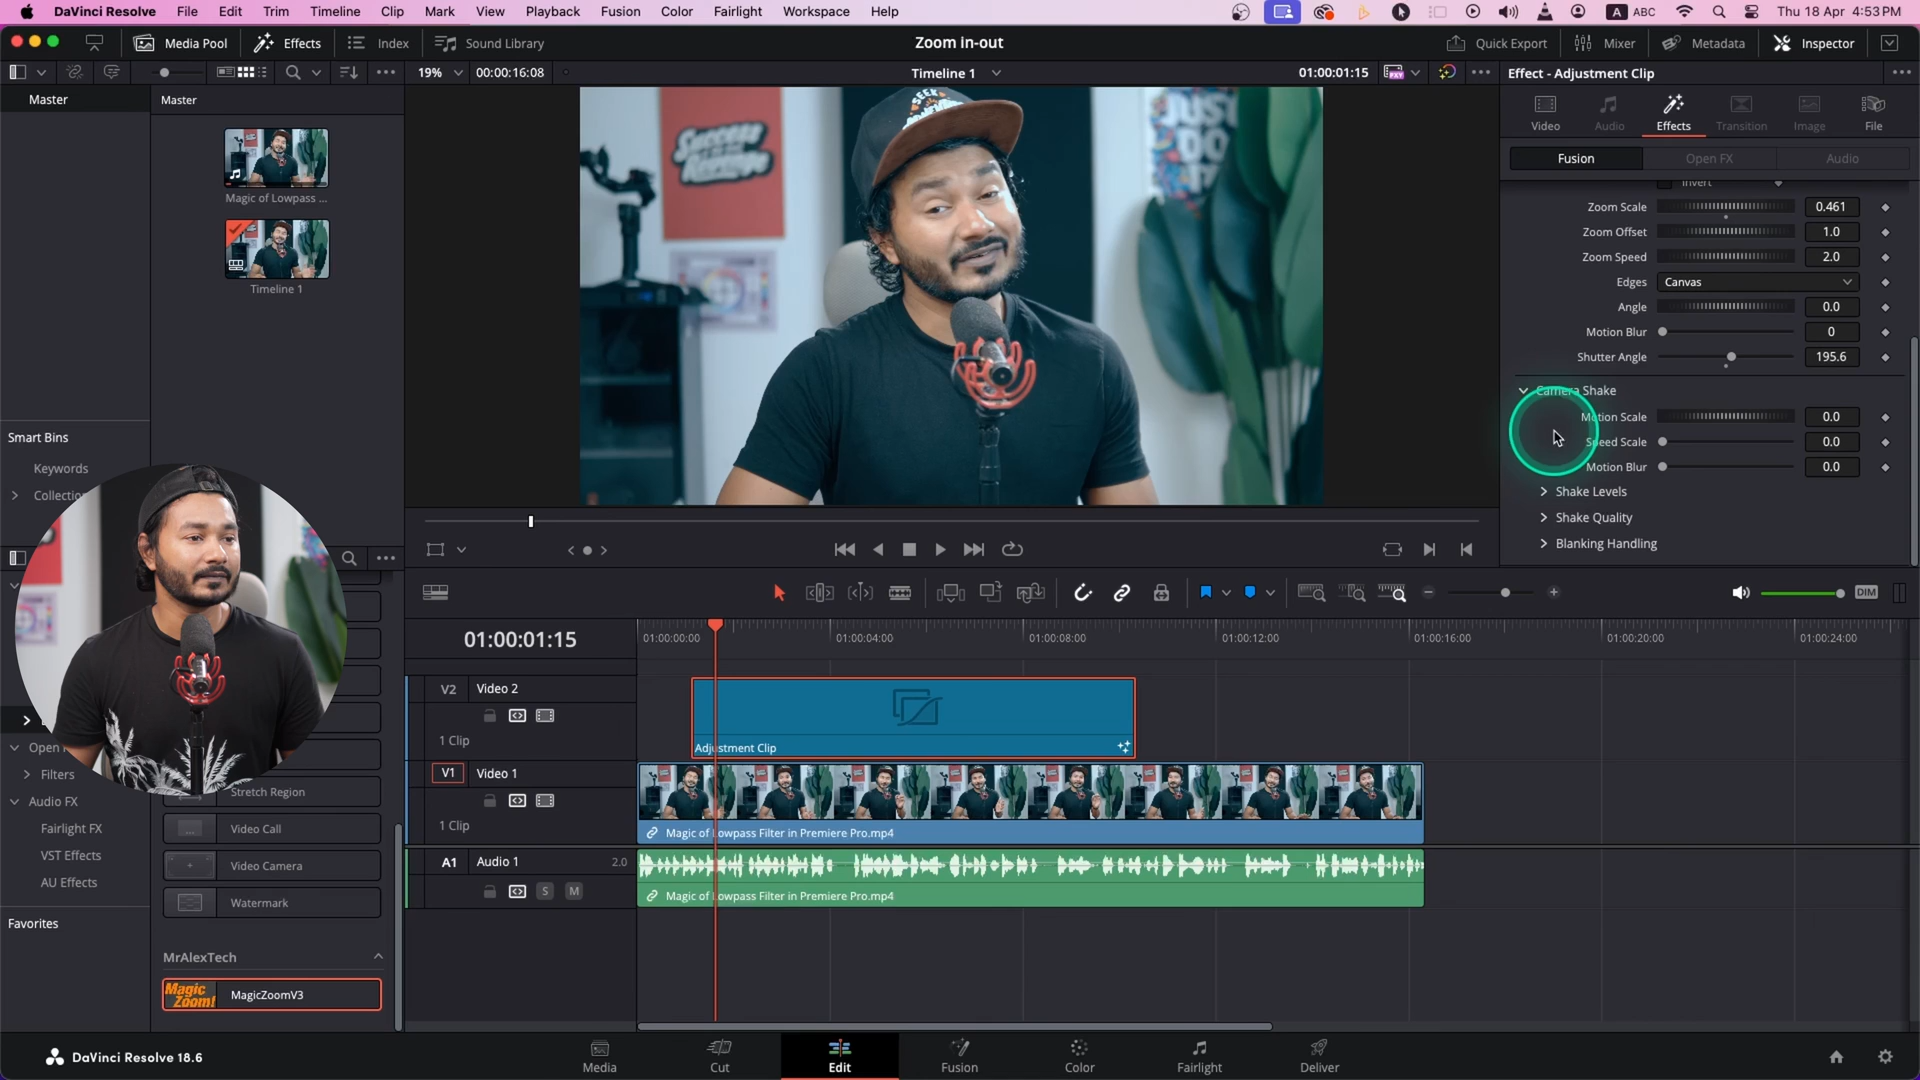 DaVinci Resolve File Edit Trim Timeline Clip Mark View Playback Fusion Color Fairlight Workspace Help A ABC Thu 18 Apr 4:53 PM
Media Pool Effects Index Sound Library Zoom in-out Quick Export Mixer Metadata Inspector
19% 00:00:16:08 Timeline 1 01:00:01:15 Effect - Adjustment Clip
Master Master
Magic of Lowpass ...
Timeline 1
SEEK
Success
Revenge
JUST
DO
Video Audio Effects Transition Image File
Fusion Open FX Audio
Invert
Zoom Scale 0.461
Zoom Offset 1.0
Zoom Speed 2.0
Edges Canvas
Angle 0.0
Motion Blur 0
Shutter Angle 195.6
Camera Shake
Motion Scale 0.0
Speed Scale 0.0
Motion Blur 0.0
Shake Levels
Shake Quality
Blanking Handling
Smart Bins
Keywords
Collectio
Open
Filters
Audio FX
Fairlight FX
VST Effects
AU Effects
Favorites
Stretch Region
Video Call
Video Camera
Watermark
MrAlexTech
Magic Zoom! MagicZoomV3
DIM
01:00:01:15 01:00:00:00 01:00:04:00 01:00:08:00 01:00:12:00 01:00:16:00 01:00:20:00 01:00:24:00
V2 Video 2
1 Clip
Adjustment Clip
V1 Video 1
1 Clip
Magic of Lowpass Filter in Premiere Pro.mp4
A1 Audio 1 2.0
S M
Magic of Lowpass Filter in Premiere Pro.mp4
DaVinci Resolve 18.6
Media Cut Edit Fusion Color Fairlight Deliver